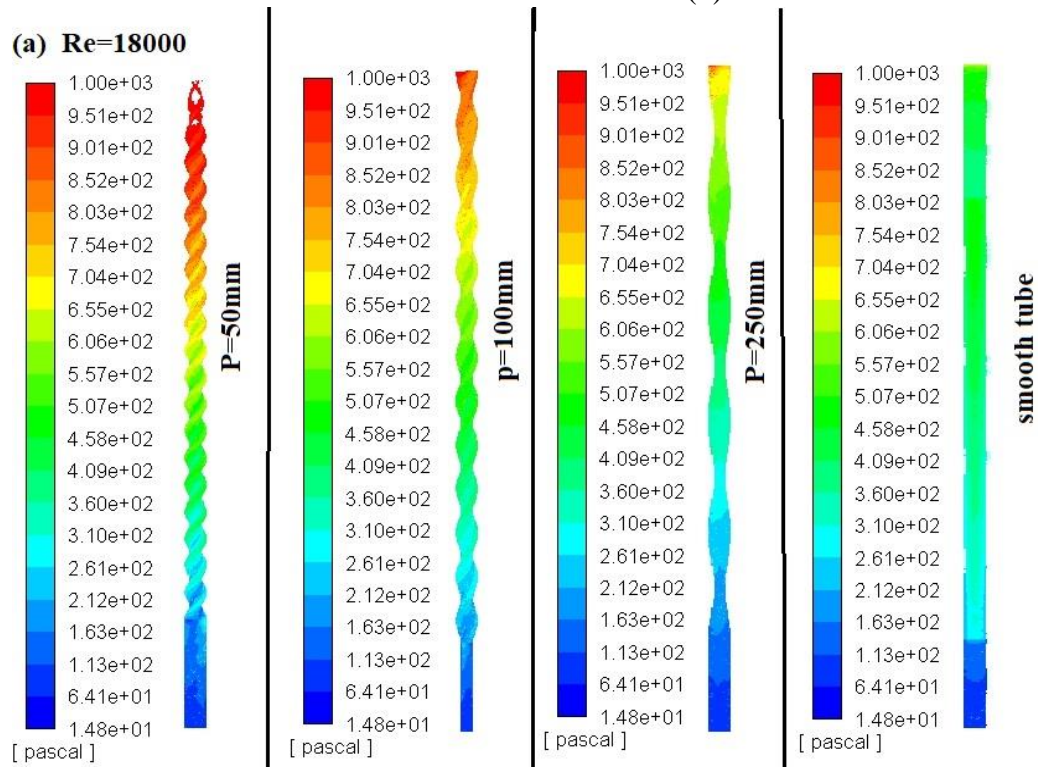 (a) Re=18000
1.00e+03
9.51e+02
9.01e+02
8.52e+02
8.03e+02
7.54e+02
7.04e+02
6.55e+02
6.06e+02
5.57e+02
5.07e+02
4.58e+02
4.09e+02
3.60e+02
3.10e+02
2.61e+02
2.12e+02
1.63e+02
1.13e+02
6.41e+01
1.48e+01
[ pascal ]
P=50mm
1.00e+03
9.51e+02
9.01e+02
8.52e+02
8.03e+02
7.54e+02
7.04e+02
6.55e+02
6.06e+02
5.57e+02
5.07e+02
4.58e+02
4.09e+02
3.60e+02
3.10e+02
2.61e+02
2.12e+02
1.63e+02
1.13e+02
6.41e+01
1.48e+01
[ pascal ]
p=100mm
1.00e+03
9.51e+02
9.01e+02
8.52e+02
8.03e+02
7.54e+02
7.04e+02
6.55e+02
6.06e+02
5.57e+02
5.07e+02
4.58e+02
4.09e+02
3.60e+02
3.10e+02
2.61e+02
2.12e+02
1.63e+02
1.13e+02
6.41e+01
1.48e+01
[ pascal ]
P=250mm
1.00e+03
9.51e+02
9.01e+02
8.52e+02
8.03e+02
7.54e+02
7.04e+02
6.55e+02
6.06e+02
5.57e+02
5.07e+02
4.58e+02
4.09e+02
3.60e+02
3.10e+02
2.61e+02
2.12e+02
1.63e+02
1.13e+02
6.41e+01
1.48e+01
[ pascal ]
smooth tube